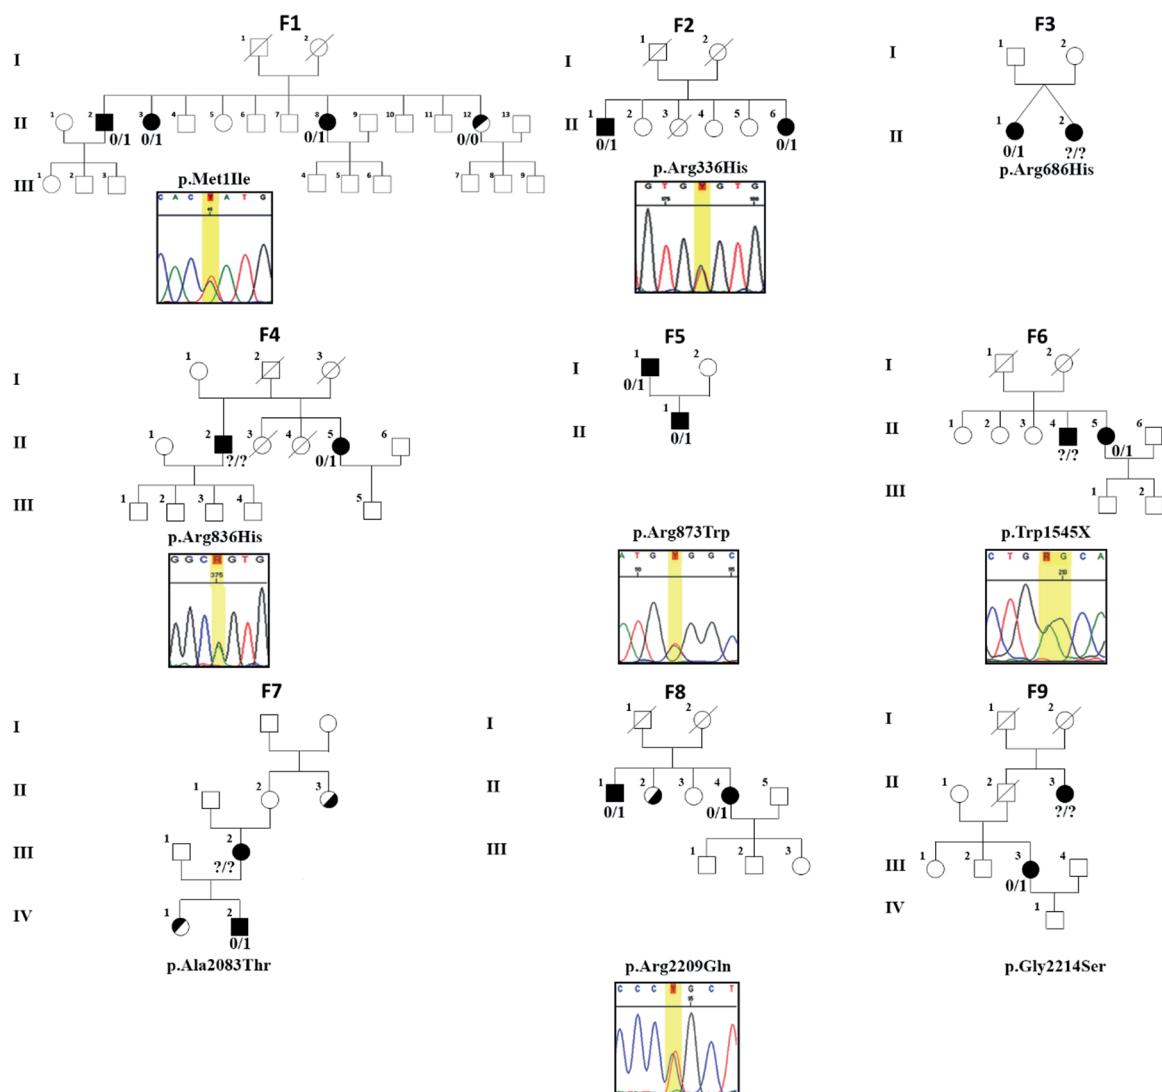 F1
I
1 2
II
1 2 3 4 5 6 7 8 9 10 11 12 13
0/1 0/1 0/1 0/0
III
1 2 3 4 5 6 7 8 9
p.Met1Ile
C A C Y A T G
F2
I
1 2
II
1 2 3 4 5 6
0/1 0/1
p.Arg336His
G T G Y G T G
175
F3
I
1 2
II
1 2
0/1 ?/?
p.Arg686His
F4
I
1 2 3
II
1 2 3 4 5 6
?/? 0/1
III
1 2 3 4 5
p.Arg836His
G G C R G T G
375
F5
I
1 2
0/1
II
1
0/1
p.Arg873Trp
A T G Y G G C
F6
I
1 2
II
1 2 3 4 5 6
?/? 0/1
III
1 2
p.Trp1545X
C T G R G C A
210
F7
I
II
1 2 3
III
1 2
?/?
IV
1 2
0/1
p.Ala2083Thr
F8
I
1 2
II
1 2 3 4 5
0/1 0/1
III
1 2 3
p.Arg2209Gln
C C C Y G C T
F9
I
1 2
II
1 2 3
?/?
III
1 2 3 4
0/1
IV
1
p.Gly2214Ser